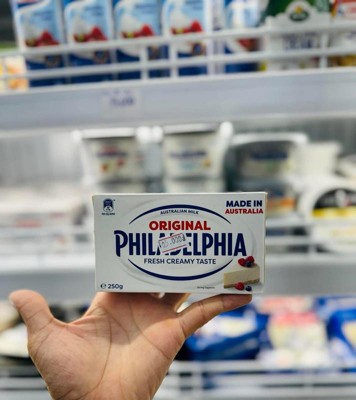 AUSTRALIAN MILK
ORIGINAL
PHILADELPHIA
FRESH CREAMY TASTE
MADE IN
AUSTRALIA
℮ 250g